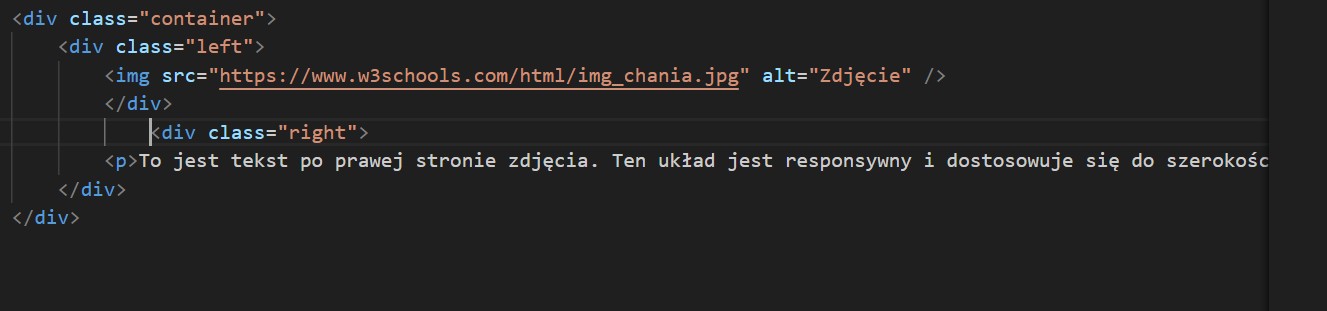 <div class="container">
<div class="left">
<img src="https://www.w3schools.com/html/img_chania.jpg" alt="Zdjęcie" />
</div>
<div class="right">
<p>To jest tekst po prawej stronie zdjęcia. Ten układ jest responsywny i dostosowuje się do szerokośc
</div>
</div>